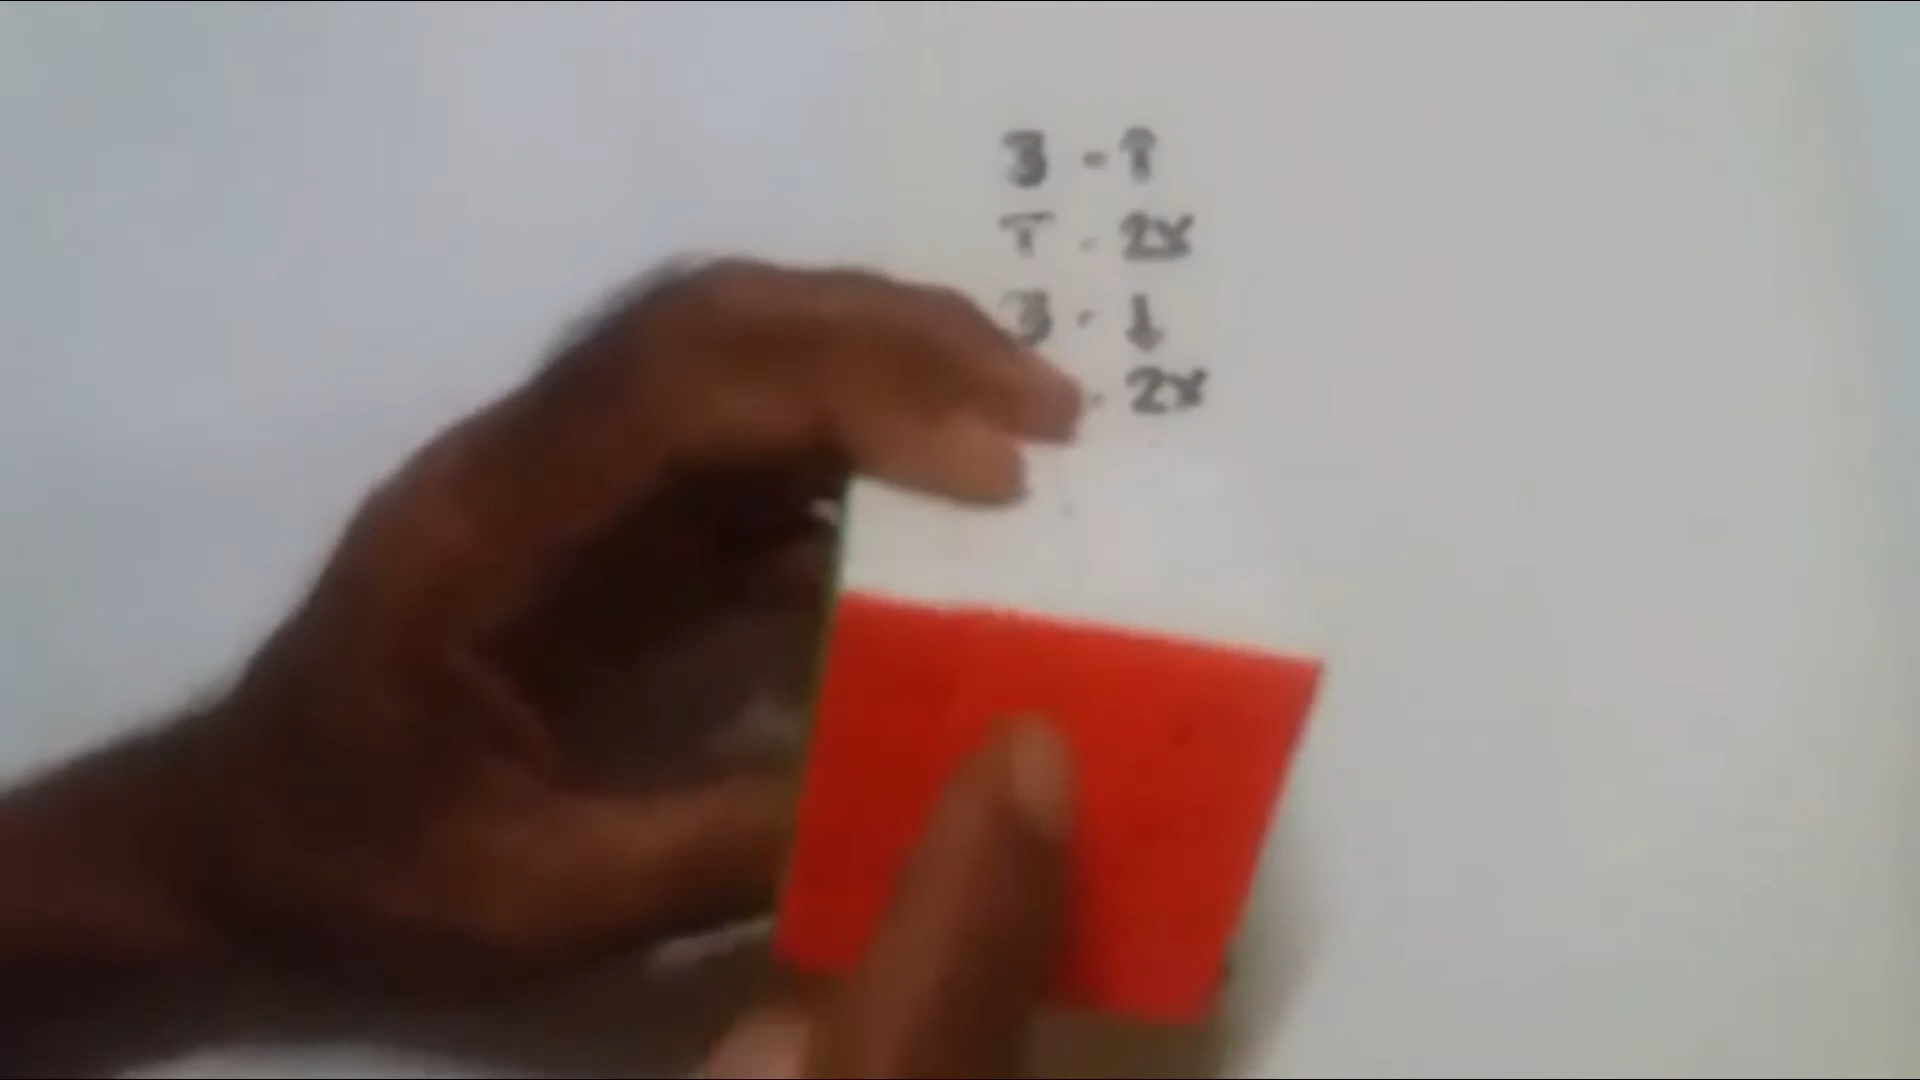 3 - ↑
T - 2x
3 - ↓
- 2x